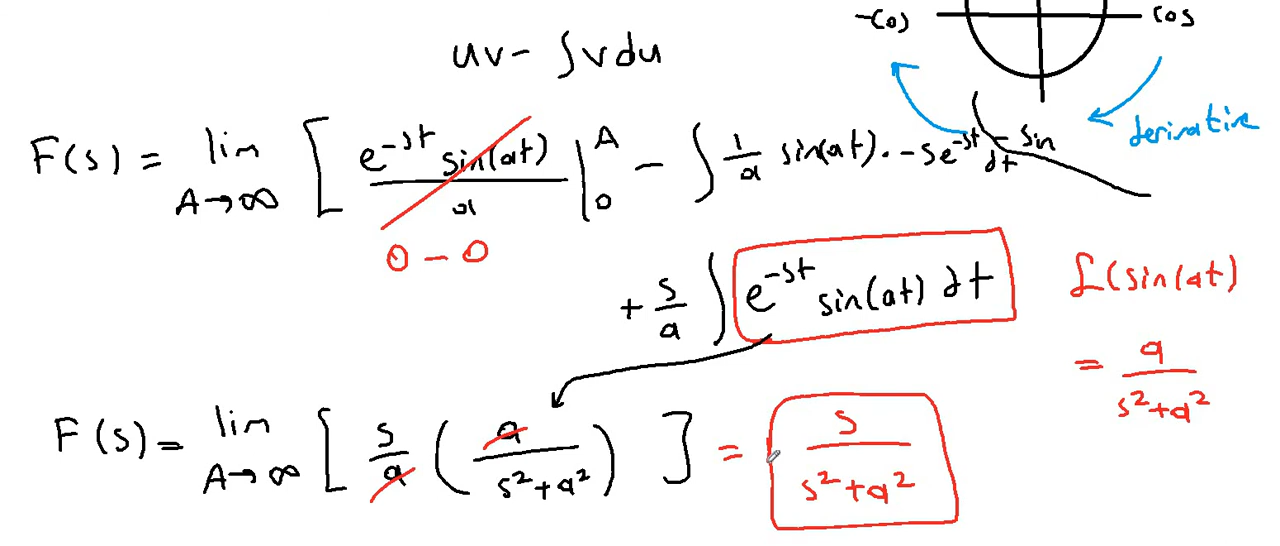 -Cos cos
uv - ∫vdu
derivative
F(s) = lim A→∞ [ e^-st sin(at) / a |₀^A - ∫ 1/a sin(at) · -se^-st dt
- sin
0 - 0
+ s/a ∫ e^-st sin(at) dt
£(sin(at)
= a / s²+a²
F(s) = lim A→∞ [ s/a ( a / s²+a² ) ] = s / s²+a²